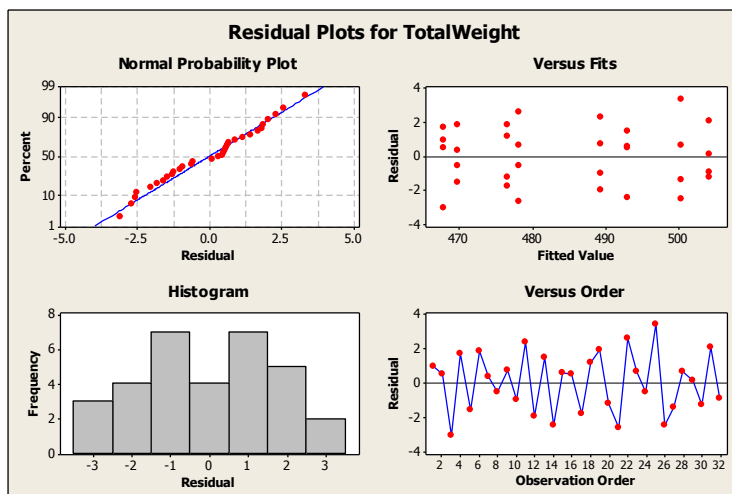 Residual Plots for TotalWeight
Normal Probability Plot
Versus Fits
99
90
50
10
1
Percent
-5.0 -2.5 0.0 2.5 5.0
Residual
4
2
0
-2
-4
Residual
470 480 490 500
Fitted Value
Histogram
Versus Order
8
6
4
2
0
Frequency
-3 -2 -1 0 1 2 3
Residual
4
2
0
-2
-4
Residual
2 4 6 8 10 12 14 16 18 20 22 24 26 28 30 32
Observation Order